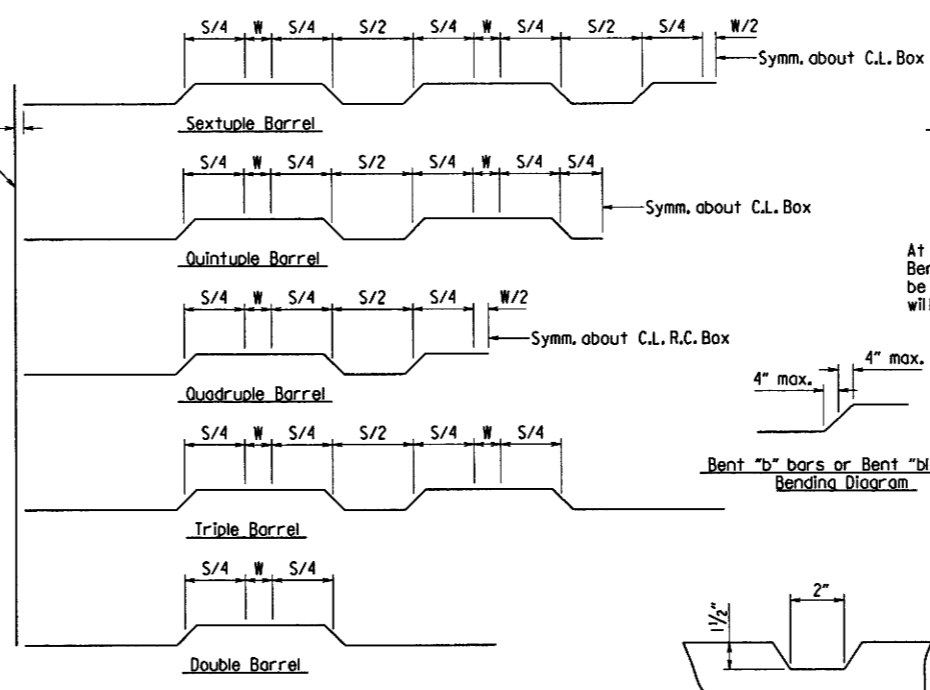 S/4 W S/4 S/2 S/4 W S/4 S/2 S/4 W/2
Symm. about C.L. Box
Sextuple Barrel
S/4 W S/4 S/2 S/4 W S/4 S/4
Symm. about C.L. Box
Quintuple Barrel
At
Ben
be
will
S/4 W S/4 S/2 S/4 W/2
Symm. about C.L. R.C. Box
Quadruple Barrel
4" max.
4" max.
Bent "b" bars or Bent "bl
Bending Diagram
S/4 W S/4 S/2 S/4 W S/4
Triple Barrel
S/4 W S/4
Double Barrel
2"
1½"